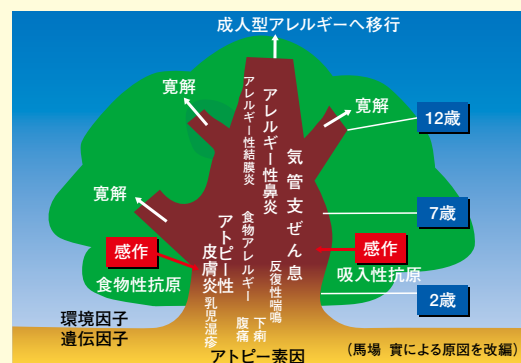 成人型アレルギーへ移行
寛解
寛解
12歳
アレルギー性結膜炎
アレルギー性鼻炎
気管支ぜん息
7歳
寛解
感作
食物性抗原
アトピー性
皮膚炎
食物アレルギー
反復性喘鳴
感作
吸入性抗原
2歳
乳児湿疹
腹痛
下痢
環境因子
遺伝因子
アトピー素因
(馬場 實による原図を改編)